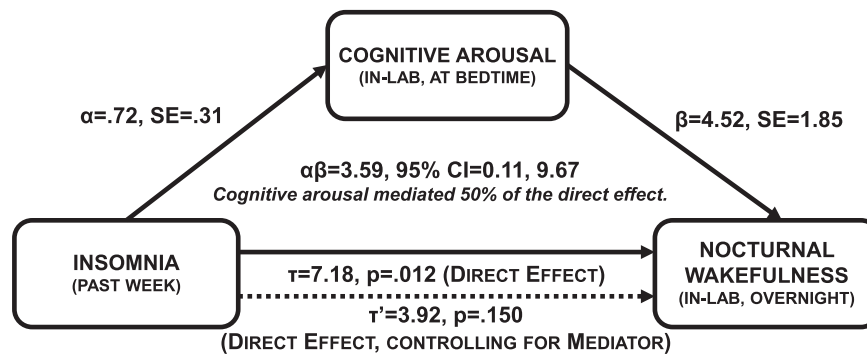 COGNITIVE AROUSAL
(IN-LAB, AT BEDTIME)
α=.72, SE=.31
β=4.52, SE=1.85
αβ=3.59, 95% CI=0.11, 9.67
Cognitive arousal mediated 50% of the direct effect.
INSOMNIA
(PAST WEEK)
NOCTURNAL
WAKEFULNESS
(IN-LAB, OVERNIGHT)
τ=7.18, p=.012 (DIRECT EFFECT)
τ'=3.92, p=.150
(DIRECT EFFECT, CONTROLLING FOR MEDIATOR)